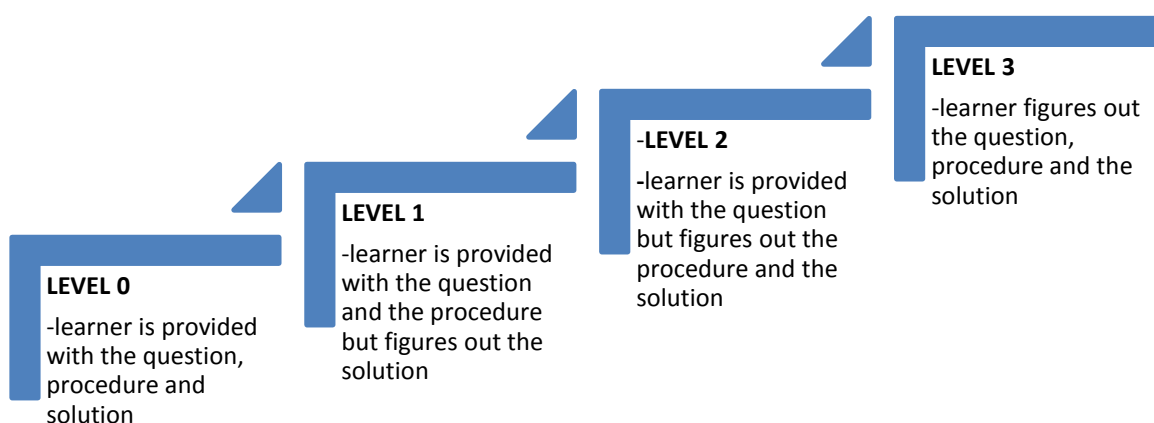 LEVEL 0
-learner is provided
with the question,
procedure and
solution
LEVEL 1
-learner is provided
with the question
and the procedure
but figures out the
solution
-LEVEL 2
-learner is provided
with the question
but figures out the
procedure and the
solution
LEVEL 3
-learner figures out
the question,
procedure and the
solution